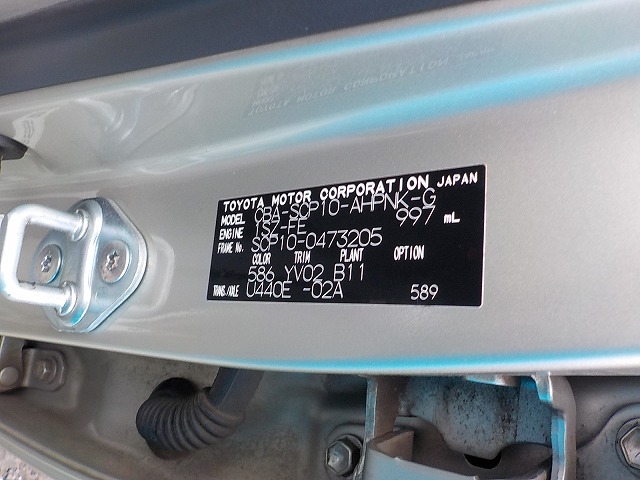 TOYOTA MOTOR CORPORATION JAPAN
MODEL CBA-SCP10-AHPNK-G
ENGINE 1SZ-FE 997 mL
FRAME No. SCP10-0473205
COLOR TRIM PLANT OPTION
586 YV02 B11
TRANS./AXLE U440E -02A 589